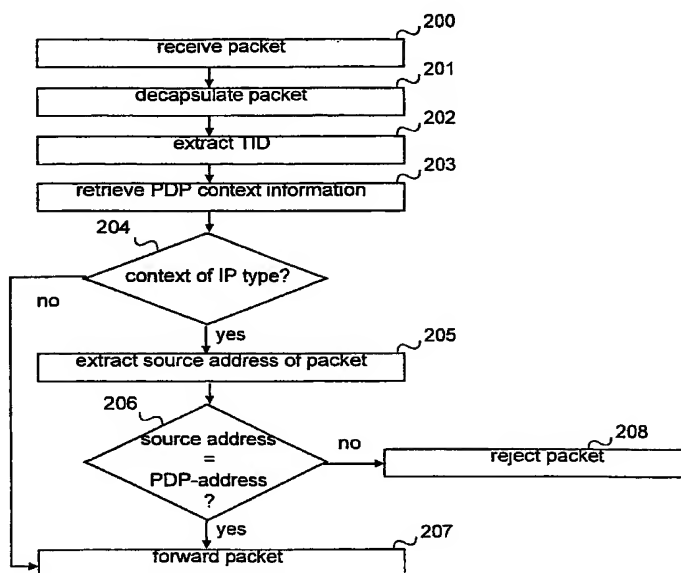 200
receive packet
201
decapsulate packet
202
extract TID
203
retrieve PDP context information
204
context of IP type?
no
yes
205
extract source address of packet
206
source address
=
PDP-address
?
no
208
reject packet
yes
207
forward packet